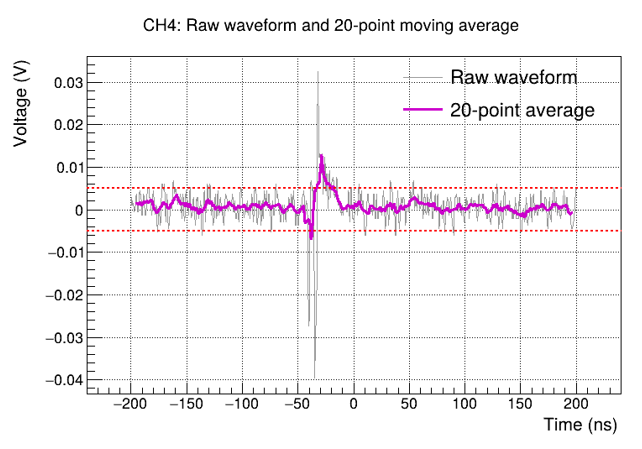 CH4: Raw waveform and 20-point moving average
Voltage (V)
Raw waveform
20-point average
0.03
0.02
0.01
0
−0.01
−0.02
−0.03
−0.04
−200 −150 −100 −50 0 50 100 150 200
Time (ns)